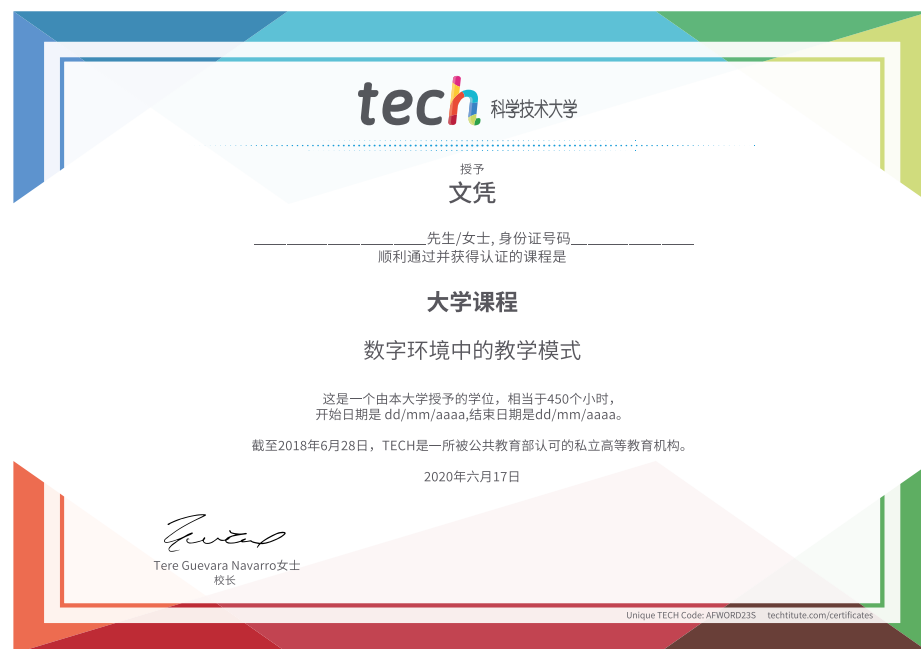 tech 科学技术大学
授予
文凭
_____________________先生/女士, 身份证号码_______________
顺利通过并获得认证的课程是
大学课程
数字环境中的教学模式
这是一个由本大学授予的学位，相当于450个小时，
开始日期是 dd/mm/aaaa,结束日期是dd/mm/aaaa。
截至2018年6月28日，TECH是一所被公共教育部认可的私立高等教育机构。
2020年六月17日
Tere Guevara Navarro女士
校长
Unique TECH Code: AFWORD23S techtitute.com/certificates